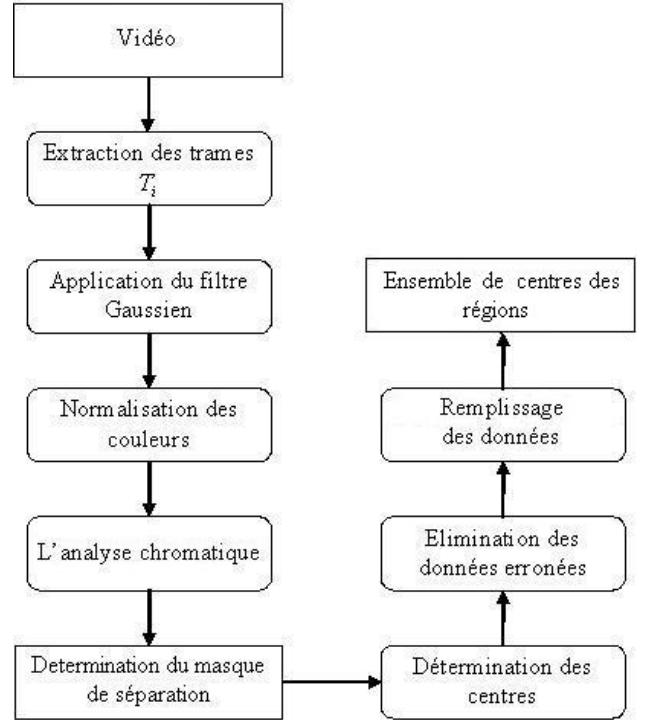 Vidéo
Extraction des trames
T_i
Application du filtre
Gaussien
Normalisation des
couleurs
L'analyse chromatique
Determination du masque
de séparation
Détermination des
centres
Elimination des
données erronées
Remplissage
des données
Ensemble de centres des
régions